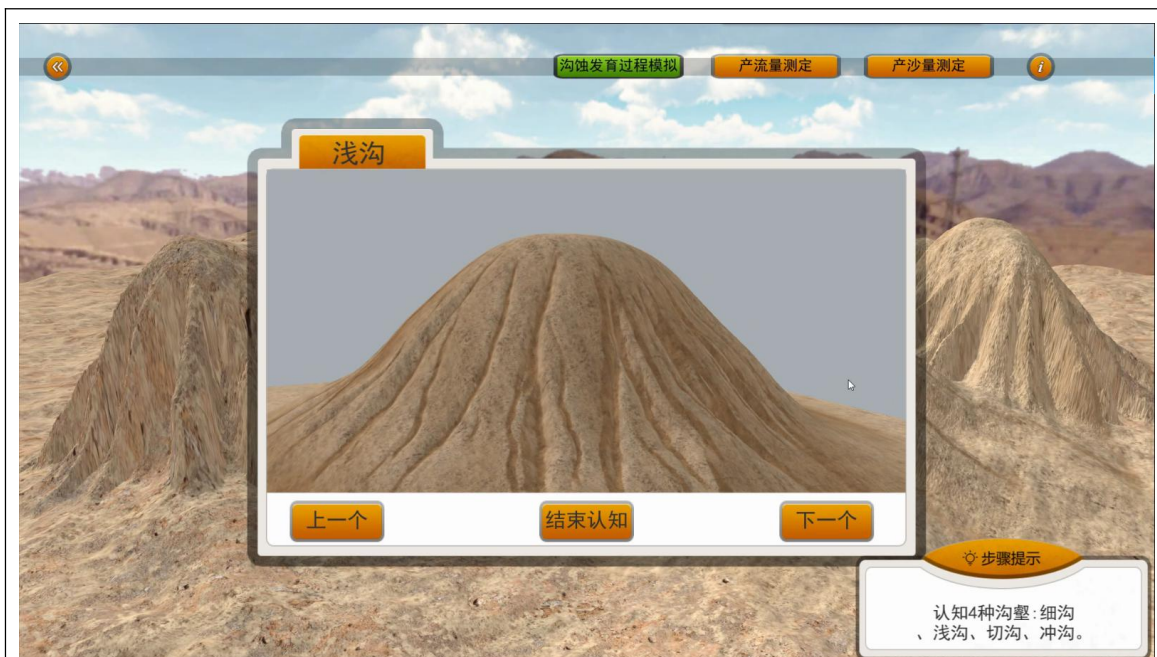 沟蚀发育过程模拟
产流量测定
产沙量测定
i
浅沟
上一个
结束认知
下一个
步骤提示
认知4种沟壑：细沟
、浅沟、切沟、冲沟。